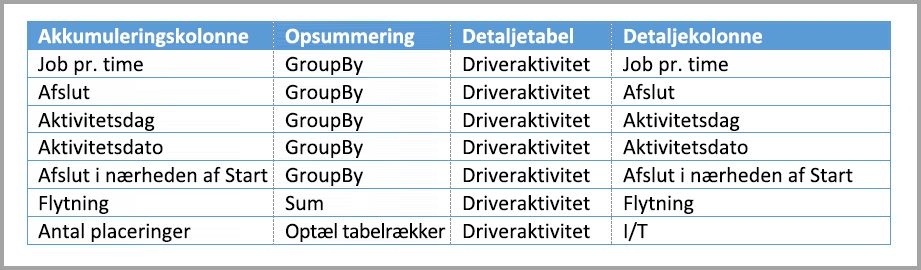 Akkumuleringskolonne Opsummering Detaljetabel Detaljekolonne
Job pr. time GroupBy Driveraktivitet Job pr. time
Afslut GroupBy Driveraktivitet Afslut
Aktivitetsdag GroupBy Driveraktivitet Aktivitetsdag
Aktivitetsdato GroupBy Driveraktivitet Aktivitetsdato
Afslut i nærheden af Start GroupBy Driveraktivitet Afslut i nærheden af Start
Flytning Sum Driveraktivitet Flytning
Antal placeringer Optæl tabelrækker Driveraktivitet I/T